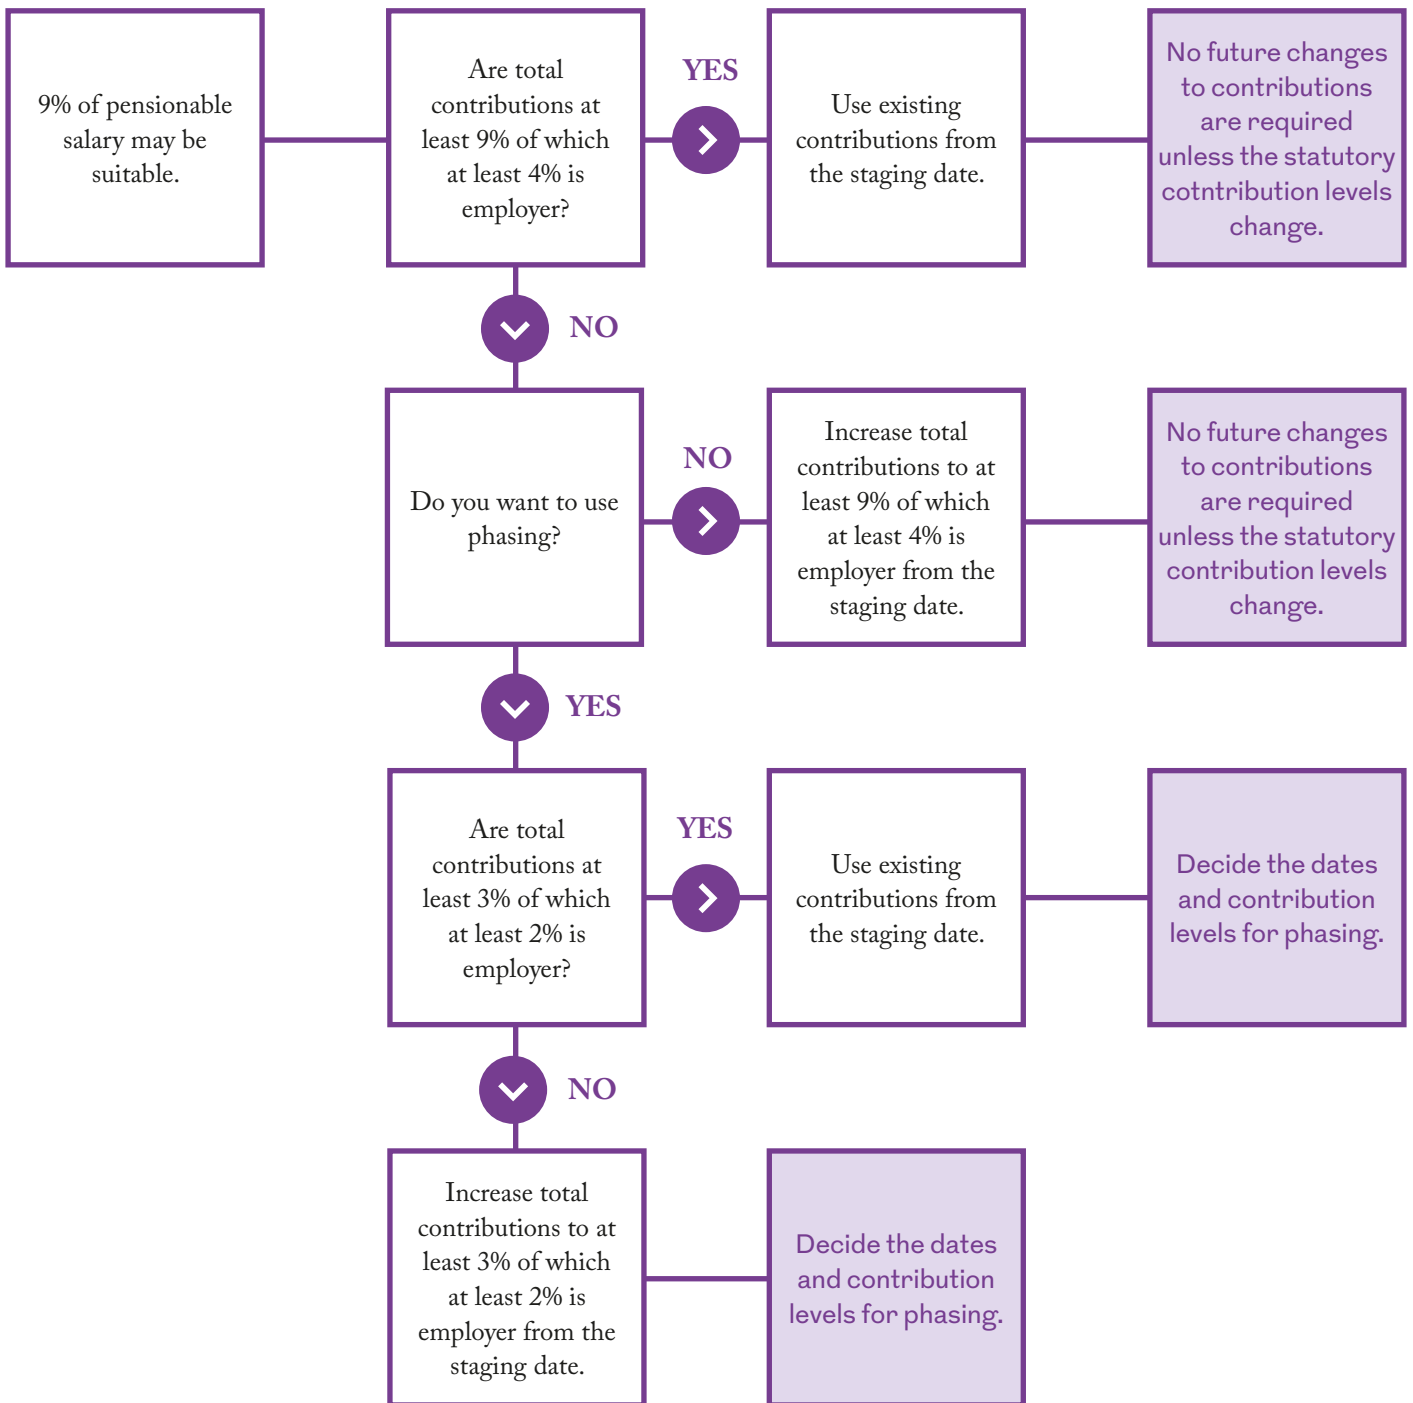 9% of pensionable
salary may be
suitable.
Are total
contributions at
least 9% of which
at least 4% is
employer?
YES
Use existing
contributions from
the staging date.
No future changes
to contributions
are required
unless the statutory
cotntribution levels
change.
NO
Do you want to use
phasing?
NO
Increase total
contributions to at
least 9% of which
at least 4% is
employer from the
staging date.
No future changes
to contributions
are required
unless the statutory
contribution levels
change.
YES
Are total
contributions at
least 3% of which
at least 2% is
employer?
YES
Use existing
contributions from
the staging date.
Decide the dates
and contribution
levels for phasing.
NO
Increase total
contributions to at
least 3% of which
at least 2% is
employer from the
staging date.
Decide the dates
and contribution
levels for phasing.